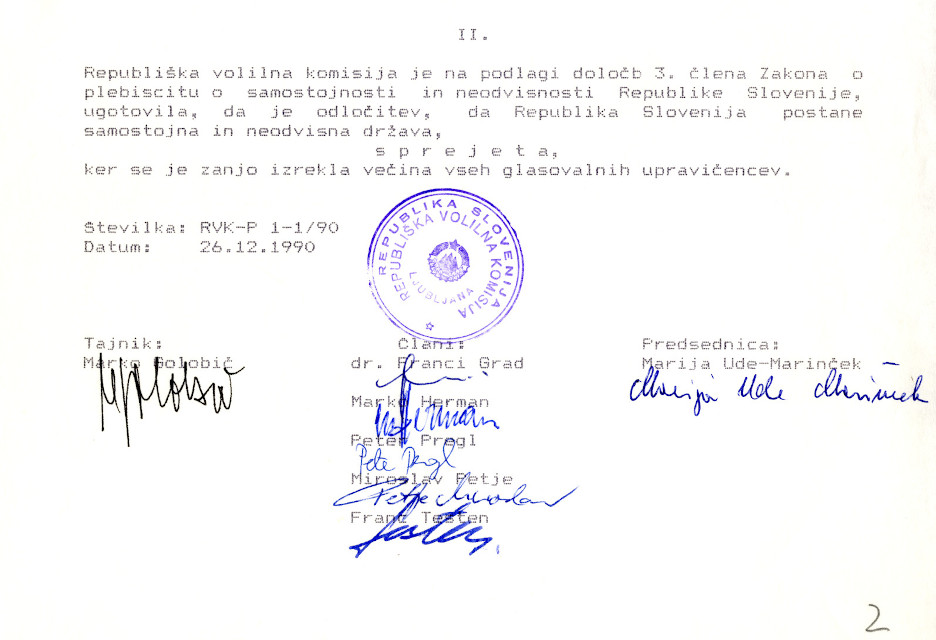 II.
Republiška volilna komisija je na podlagi določb 3. člena Zakona o
plebiscitu o samostojnosti in neodvisnosti Republike Slovenije,
ugotovila, da je odločitev, da Republika Slovenija postane
samostojna in neodvisna država,
s p r e j e t a,
ker se je zanjo izrekla večina vseh glasovalnih upravičencev.
Številka: RVK-P 1-1/90
Datum: 26.12.1990
REPUBLIKA SLOVENIJA
REPUBLIŠKA VOLILNA KOMISIJA
LJUBLJANA
Tajnik: Člani: Predsednica:
Marko Golobič dr. Franci Grad Marija Ude-Marinček
Marija Ude Marinček
Marko Herman
Peter Pregl
Miroslav Petje
Petje Miroslav
Franc Testen
Testen
2